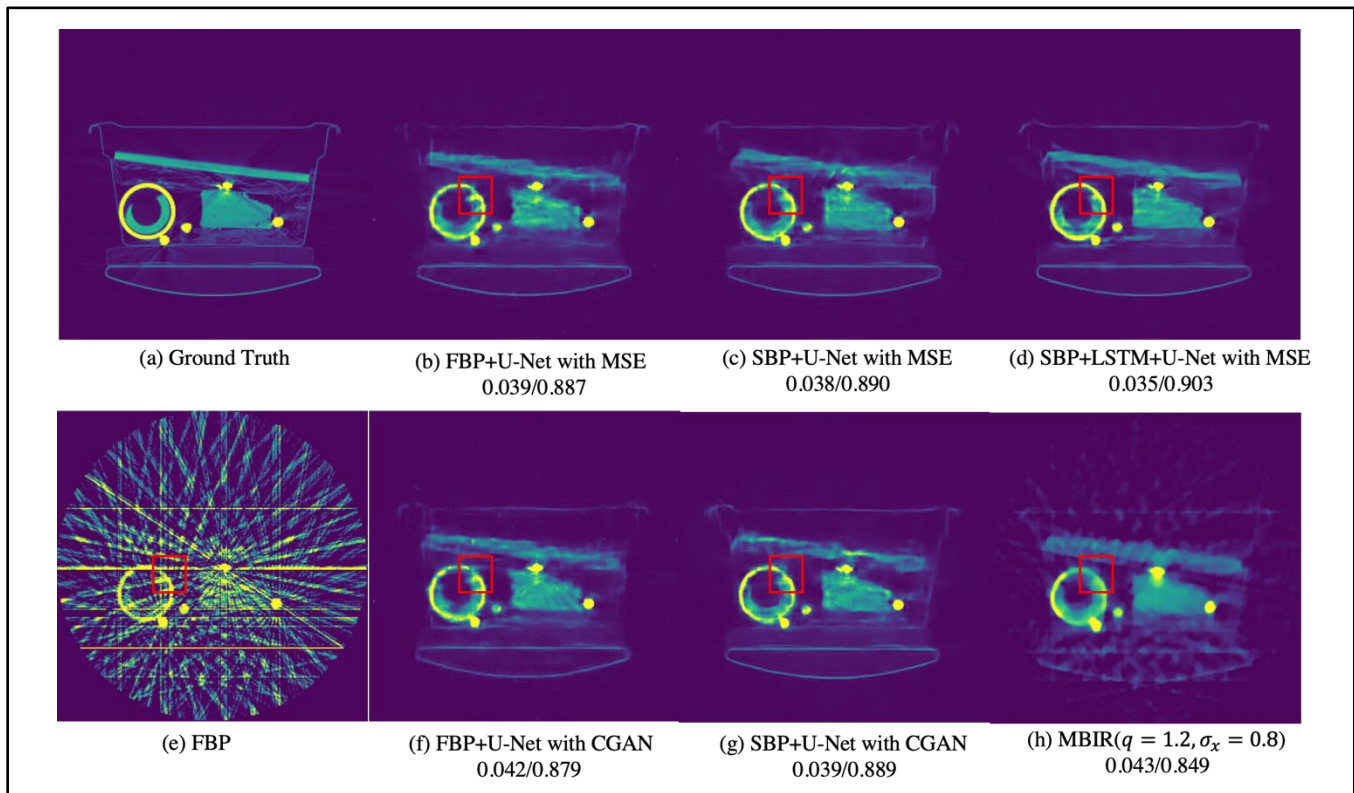 (a) Ground Truth
(b) FBP+U-Net with MSE
0.039/0.887
(c) SBP+U-Net with MSE
0.038/0.890
(d) SBP+LSTM+U-Net with MSE
0.035/0.903
(e) FBP
(f) FBP+U-Net with CGAN
0.042/0.879
(g) SBP+U-Net with CGAN
0.039/0.889
(h) MBIR(q = 1.2, σₓ = 0.8)
0.043/0.849